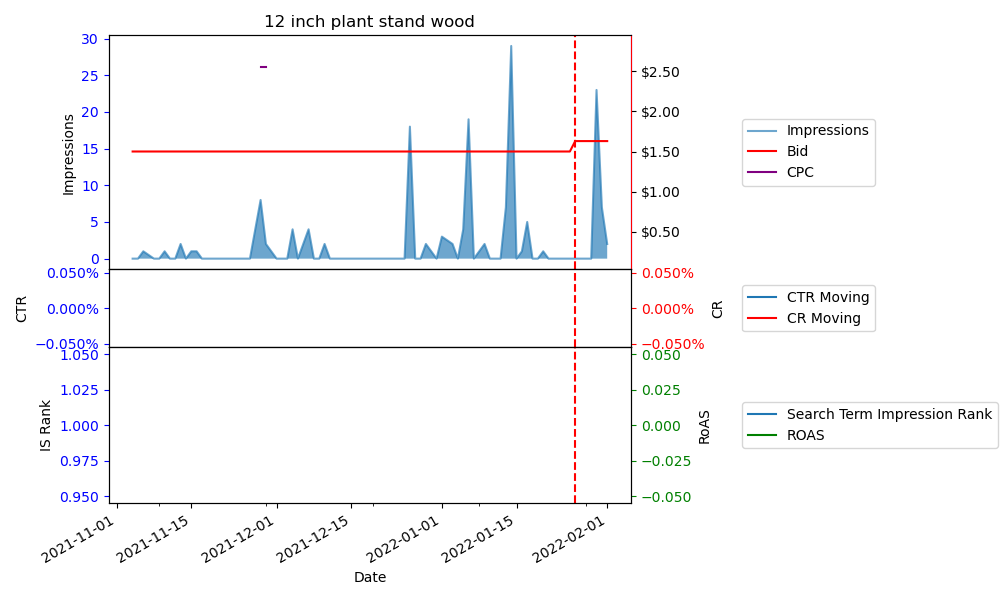 12 inch plant stand wood
30
25
20
15
10
5
0
Impressions
$2.50
$2.00
$1.50
$1.00
$0.50
Impressions
Bid
CPC
0.050%
0.000%
−0.050%
CTR
0.050%
0.000%
−0.050%
CR
CTR Moving
CR Moving
1.050
1.025
1.000
0.975
0.950
IS Rank
0.050
0.025
0.000
−0.025
−0.050
RoAS
Search Term Impression Rank
ROAS
2021-11-01
2021-11-15
2021-12-01
2021-12-15
2022-01-01
2022-01-15
2022-02-01
Date